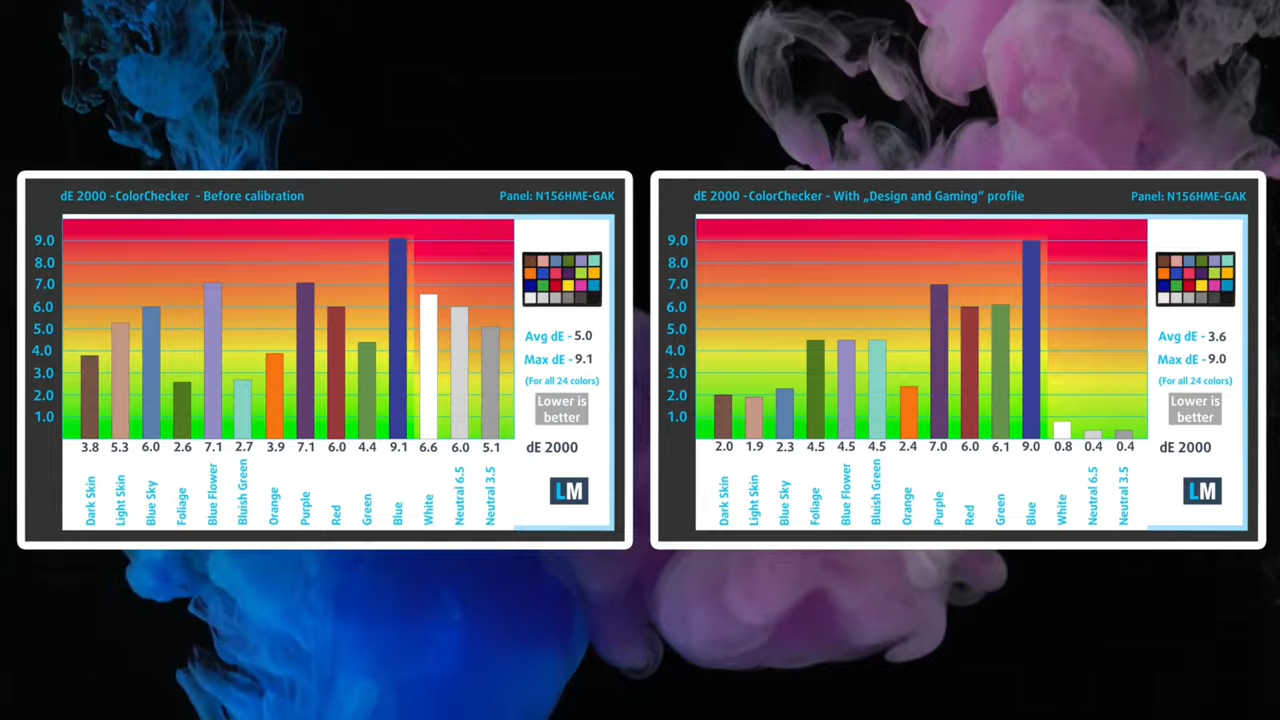 dE 2000 -ColorChecker - Before calibration
Panel: N156HME-GAK
9.0
8.0
7.0
6.0
5.0
4.0
3.0
2.0
1.0
Avg dE - 5.0
Max dE - 9.1
(For all 24 colors)
Lower is
better
3.8 5.3 6.0 2.6 7.1 2.7 3.9 7.1 6.0 4.4 9.1 6.6 6.0 5.1
dE 2000
Dark Skin
Light Skin
Blue Sky
Foliage
Blue Flower
Bluish Green
Orange
Purple
Red
Green
Blue
White
Neutral 6.5
Neutral 3.5
LM
dE 2000 -ColorChecker - With „Design and Gaming” profile
Panel: N156HME-GAK
9.0
8.0
7.0
6.0
5.0
4.0
3.0
2.0
1.0
Avg dE - 3.6
Max dE - 9.0
(For all 24 colors)
Lower is
better
2.0 1.9 2.3 4.5 4.5 4.5 2.4 7.0 6.0 6.1 9.0 0.8 0.4 0.4
dE 2000
Dark Skin
Light Skin
Blue Sky
Foliage
Blue Flower
Bluish Green
Orange
Purple
Red
Green
Blue
White
Neutral 6.5
Neutral 3.5
LM